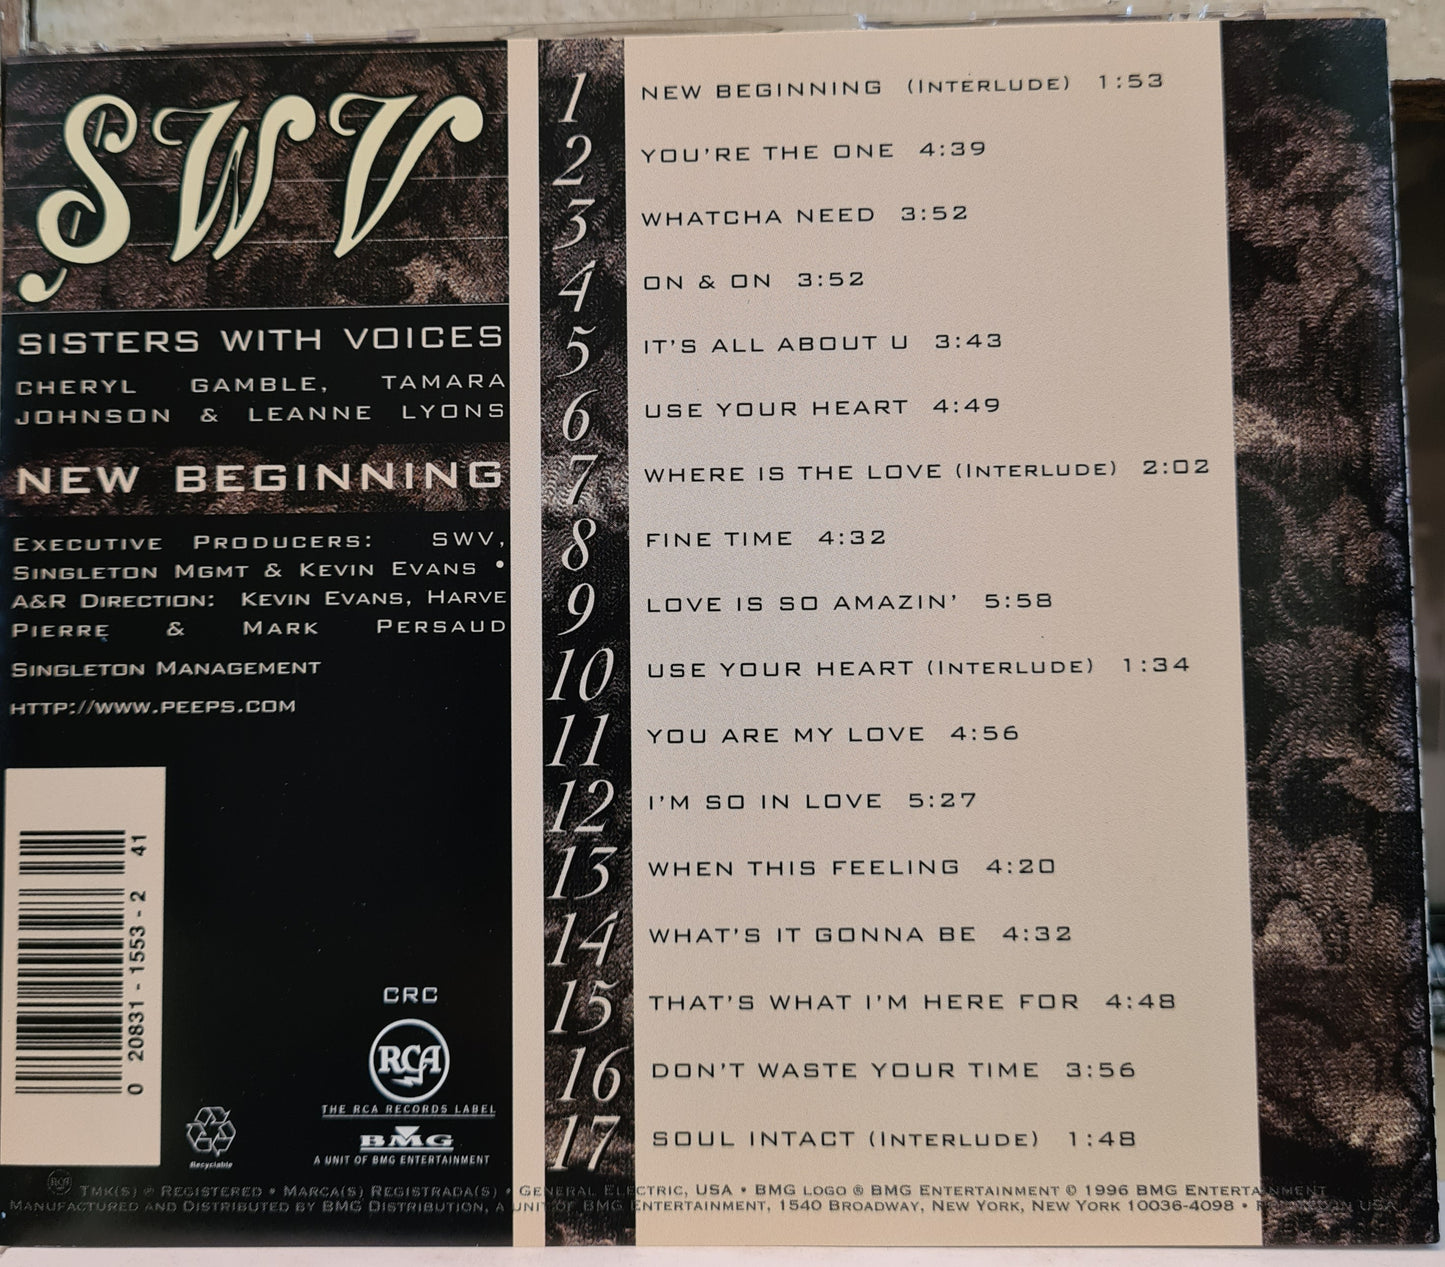 SWV
SISTERS WITH VOICES
CHERYL GAMBLE, TAMARA
JOHNSON & LEANNE LYONS
NEW BEGINNING
EXECUTIVE PRODUCERS: SWV,
SINGLETON MGMT & KEVIN EVANS •
A&R DIRECTION: KEVIN EVANS, HARVE
PIERRE & MARK PERSAUD
SINGLETON MANAGEMENT
HTTP://WWW.PEEPS.COM
1 NEW BEGINNING (INTERLUDE) 1:53
2 YOU'RE THE ONE 4:39
3 WHATCHA NEED 3:52
4 ON & ON 3:52
5 IT'S ALL ABOUT U 3:43
6 USE YOUR HEART 4:49
7 WHERE IS THE LOVE (INTERLUDE) 2:02
8 FINE TIME 4:32
9 LOVE IS SO AMAZIN' 5:58
10 USE YOUR HEART (INTERLUDE) 1:34
11 YOU ARE MY LOVE 4:56
12 I'M SO IN LOVE 5:27
13 WHEN THIS FEELING 4:20
14 WHAT'S IT GONNA BE 4:32
15 THAT'S WHAT I'M HERE FOR 4:48
16 DON'T WASTE YOUR TIME 3:56
17 SOUL INTACT (INTERLUDE) 1:48
0 20831-1553-2 41
CRC
RCA
THE RCA RECORDS LABEL
BMG
A UNIT OF BMG ENTERTAINMENT
Recyclable
RCA TMK(S) ® REGISTERED • MARCA(S) REGISTRADA(S) • GENERAL ELECTRIC, USA • BMG LOGO ® BMG ENTERTAINMENT © 1996 BMG ENTERTAINMENT
MANUFACTURED AND DISTRIBUTED BY BMG DISTRIBUTION, A UNIT OF BMG ENTERTAINMENT, 1540 BROADWAY, NEW YORK, NEW YORK 10036-4098 • USA